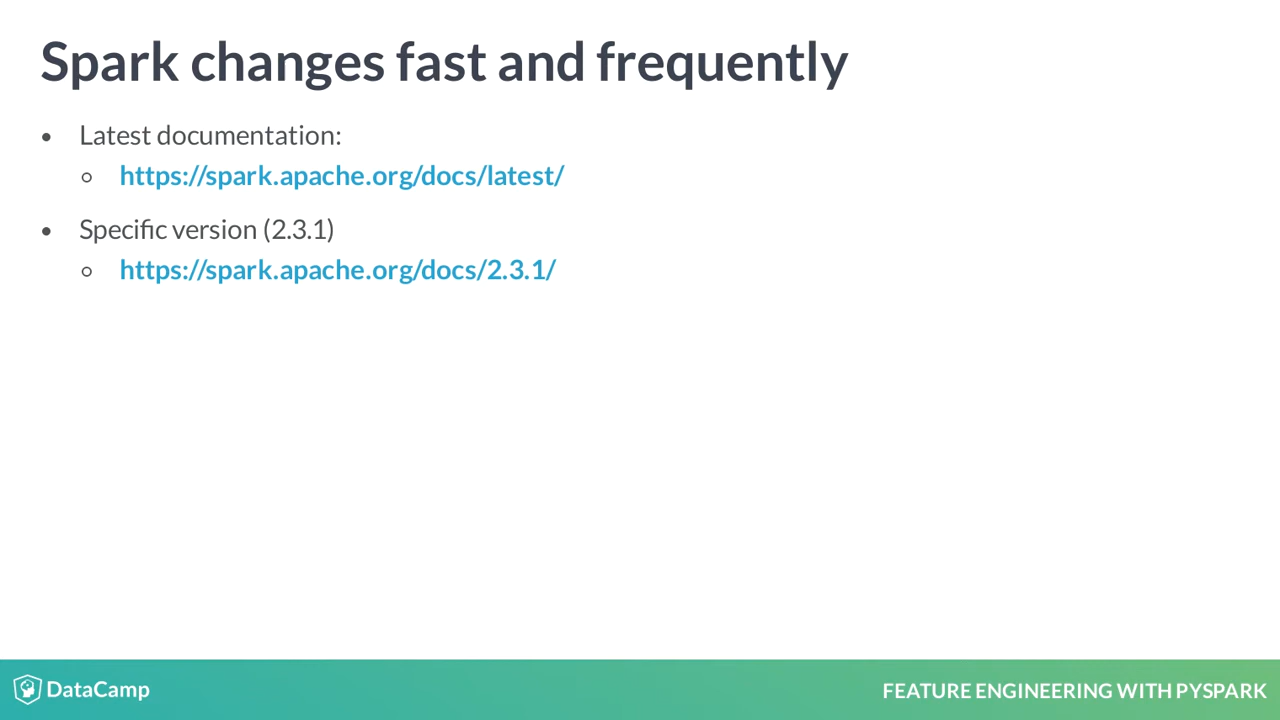 Spark changes fast and frequently
• Latest documentation:
○ https://spark.apache.org/docs/latest/
• Specific version (2.3.1)
○ https://spark.apache.org/docs/2.3.1/
DataCamp
FEATURE ENGINEERING WITH PYSPARK